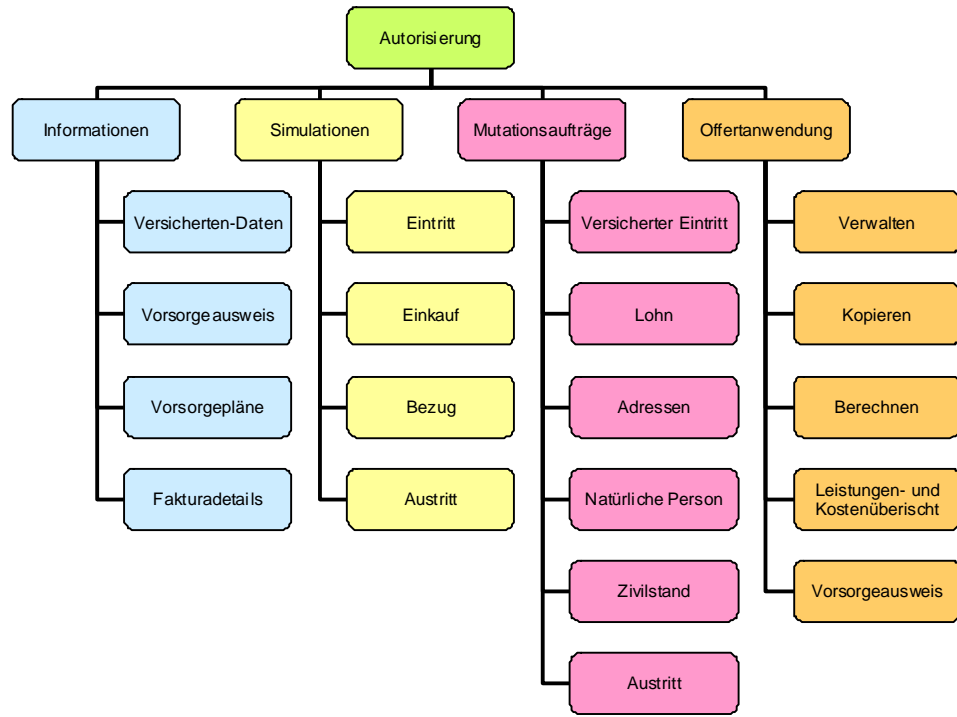 Autorisierung
Informationen
Simulationen
Mutationsaufträge
Offertanwendung
Versicherten-Daten
Vorsorgeausweis
Vorsorgepläne
Fakturadetails
Eintritt
Einkauf
Bezug
Austritt
Versicherter Eintritt
Lohn
Adressen
Natürliche Person
Zivilstand
Austritt
Verwalten
Kopieren
Berechnen
Leistungen- und
Kostenüberischt
Vorsorgeausweis